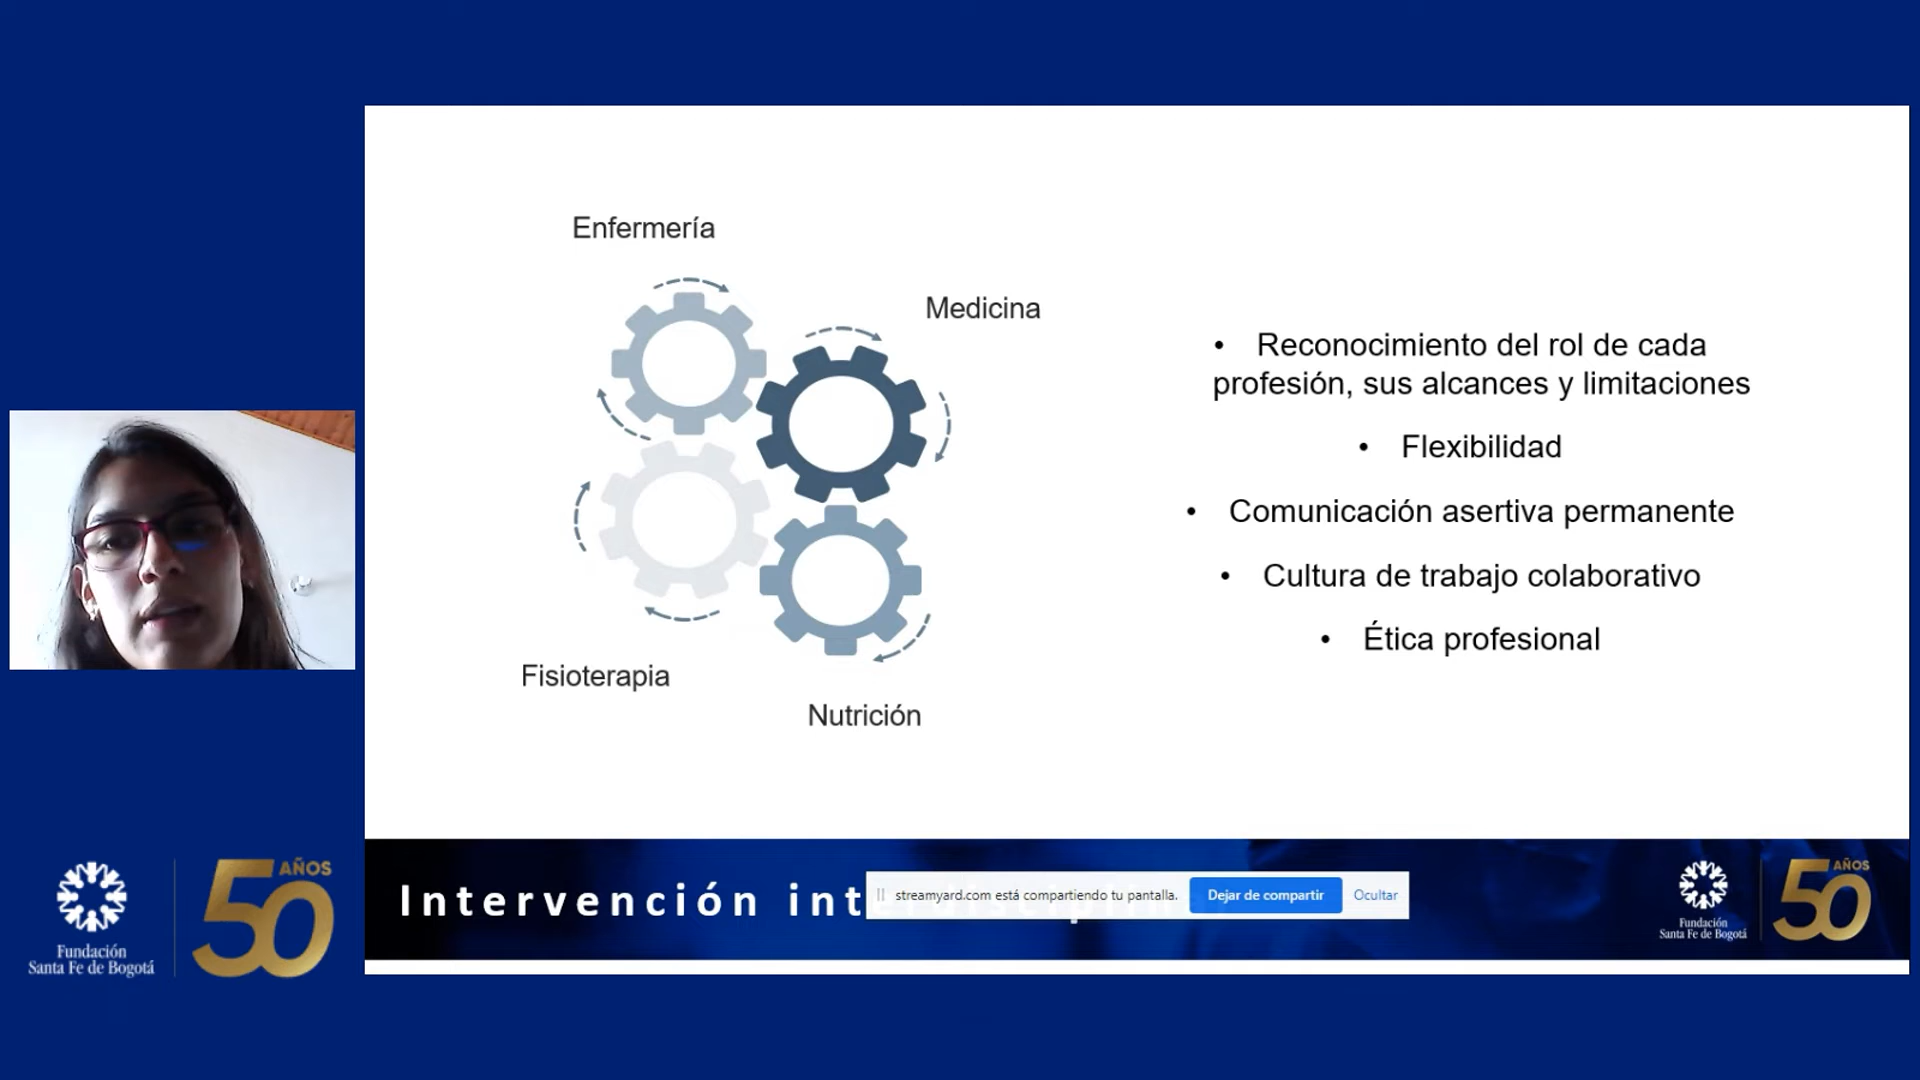 Enfermería
Medicina
Fisioterapia
Nutrición
• Reconocimiento del rol de cada
profesión, sus alcances y limitaciones
• Flexibilidad
• Comunicación asertiva permanente
• Cultura de trabajo colaborativo
• Ética profesional
Intervención
streamyard.com está compartiendo tu pantalla. Dejar de compartir Ocultar
Fundación
Santa Fe de Bogotá
50 AÑOS
Fundación
Santa Fe de Bogotá
50 AÑOS